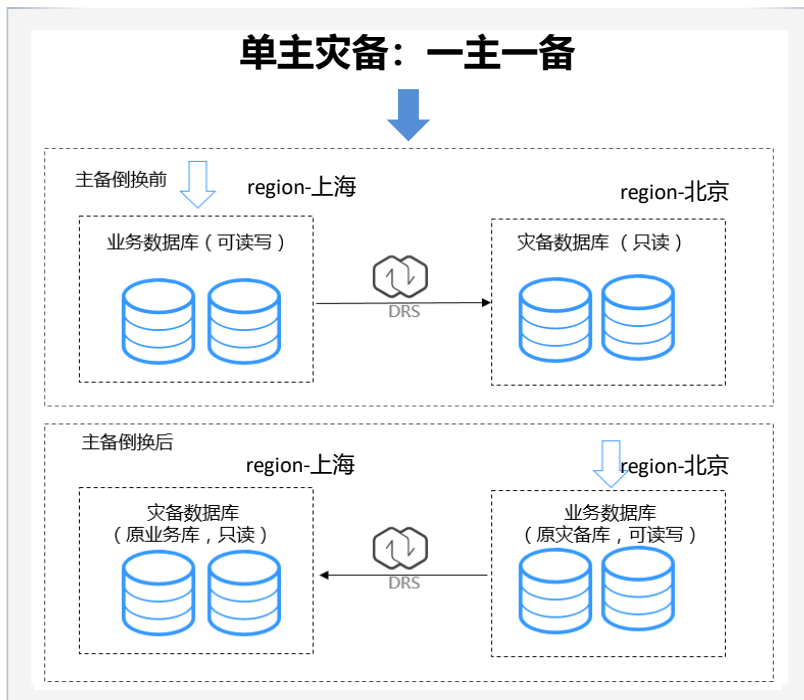 单主灾备：一主一备
主备倒换前
region-上海
region-北京
业务数据库（可读写）
灾备数据库（只读）
DRS
主备倒换后
region-上海
region-北京
灾备数据库
（原业务库，只读）
业务数据库
（原灾备库，可读写）
DRS